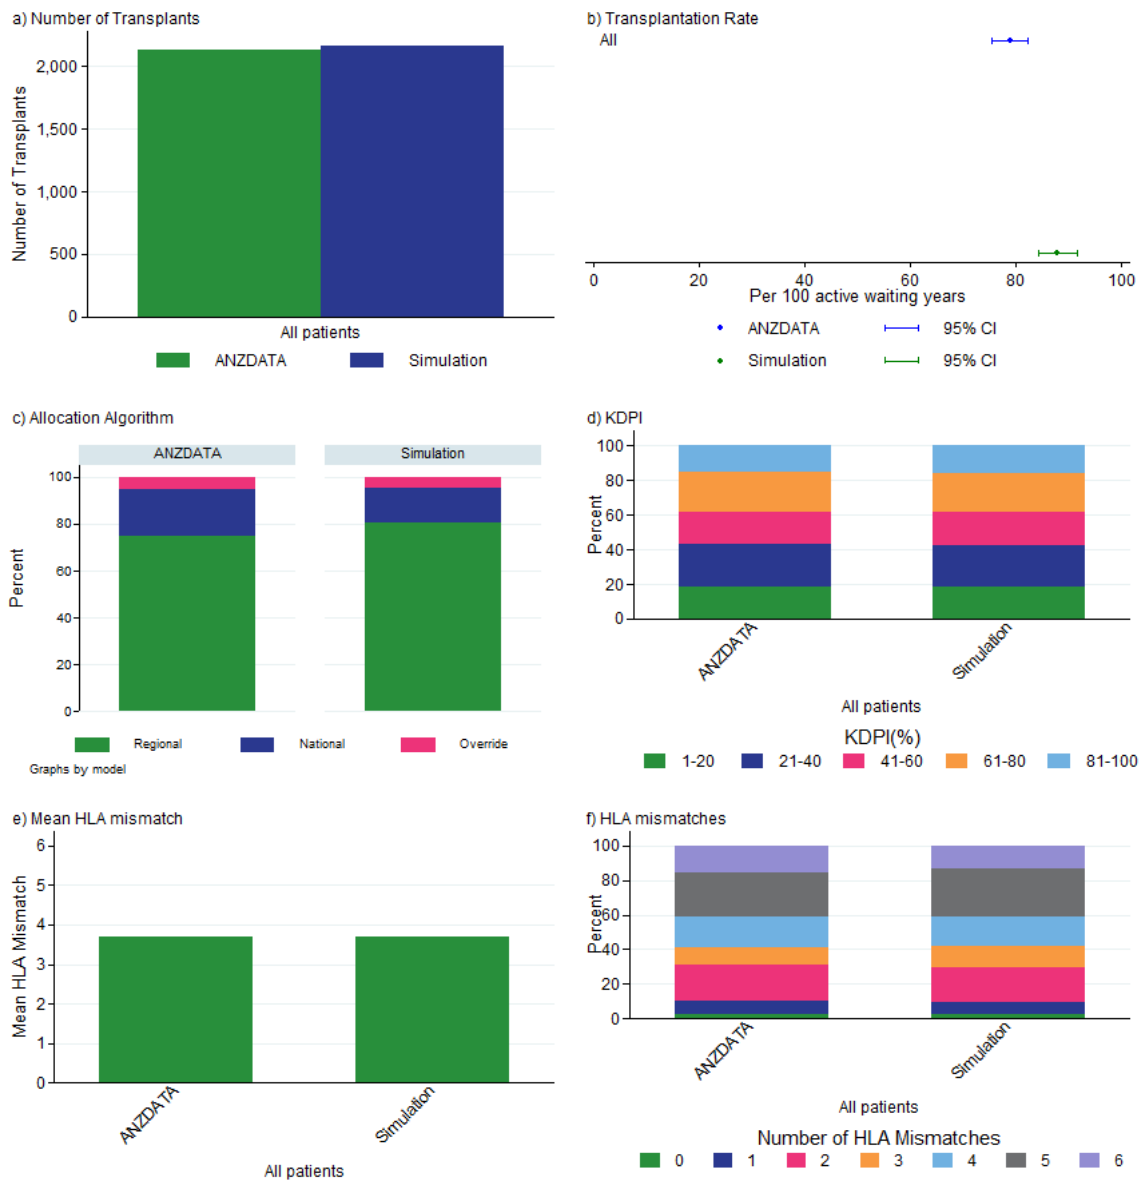 a) Number of Transplants
Number of Transplants
2,000
1,500
1,000
500
0
All patients
ANZDATA Simulation
b) Transplantation Rate
All
0 20 40 60 80 100
Per 100 active waiting years
ANZDATA 95% CI
Simulation 95% CI
c) Allocation Algorithm
ANZDATA Simulation
Percent
100
80
60
40
20
0
Regional National Override
Graphs by model
d) KDPI
Percent
100
80
60
40
20
0
ANZDATA Simulation
All patients
KDPI(%)
1-20 21-40 41-60 61-80 81-100
e) Mean HLA mismatch
Mean HLA Mismatch
6
5
4
3
2
1
0
ANZDATA Simulation
All patients
f) HLA mismatches
Percent
100
80
60
40
20
0
ANZDATA Simulation
All patients
Number of HLA Mismatches
0 1 2 3 4 5 6